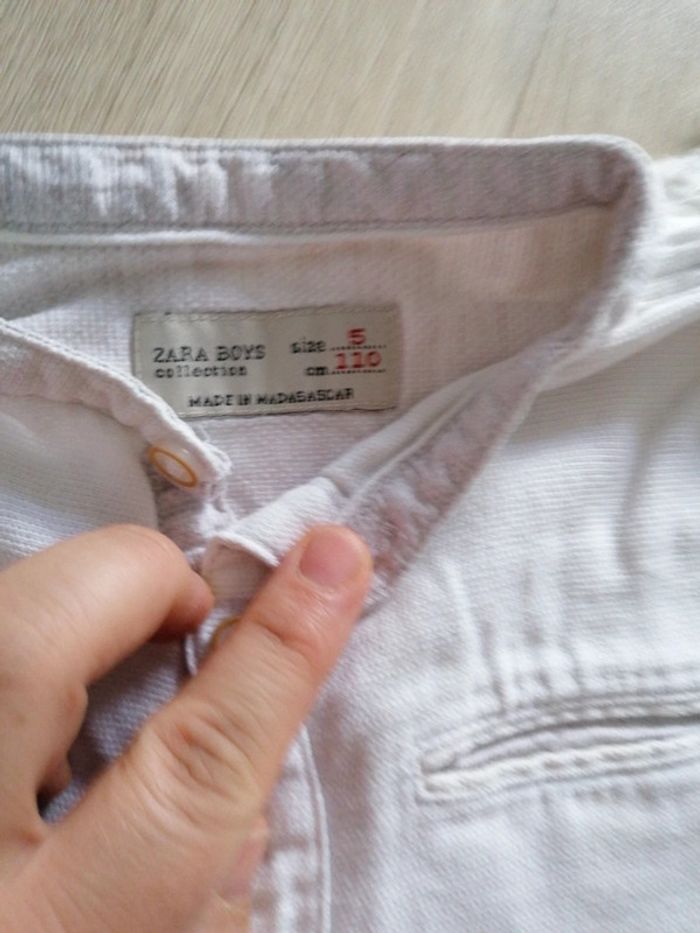 ZARA BOYS
collection
size 5
cm 110
MADE IN MADAGASCAR